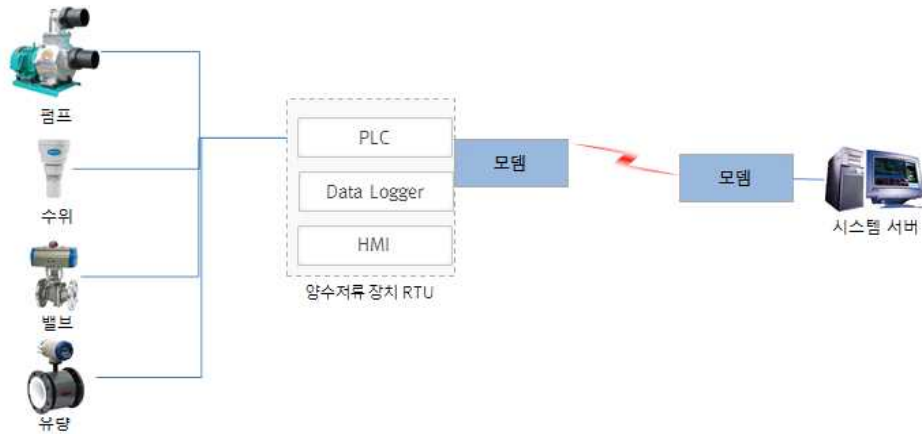 펌프
수위
밸브
유량
PLC
Data Logger
HMI
양수저류 장치 RTU
모뎀
모뎀
시스템 서버